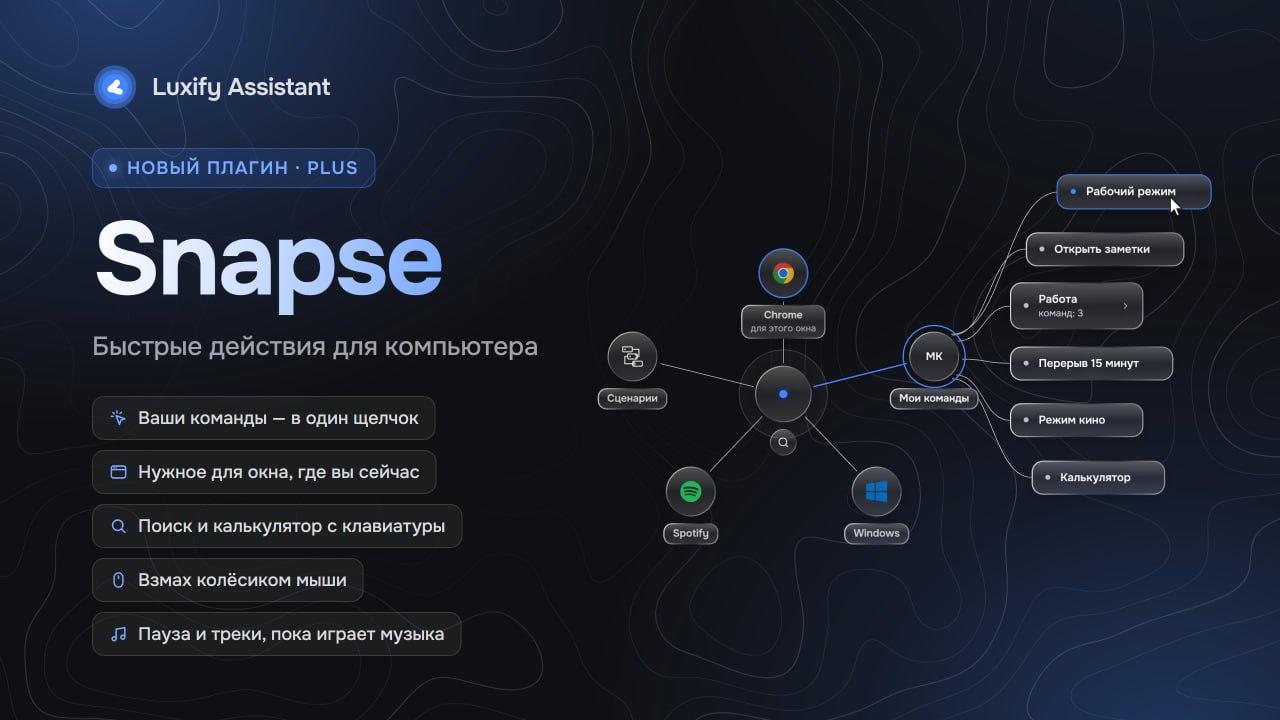 Luxify Assistant
НОВЫЙ ПЛАГИН · PLUS
Snapse
Быстрые действия для компьютера
Ваши команды — в один щелчок
Нужное для окна, где вы сейчас
Поиск и калькулятор с клавиатуры
Взмах колёсиком мыши
Пауза и треки, пока играет музыка
Chrome
для этого окна
Сценарии
МК
Мои команды
Spotify
Windows
Рабочий режим
Открыть заметки
Работа
команд: 3
Перерыв 15 минут
Режим кино
Калькулятор